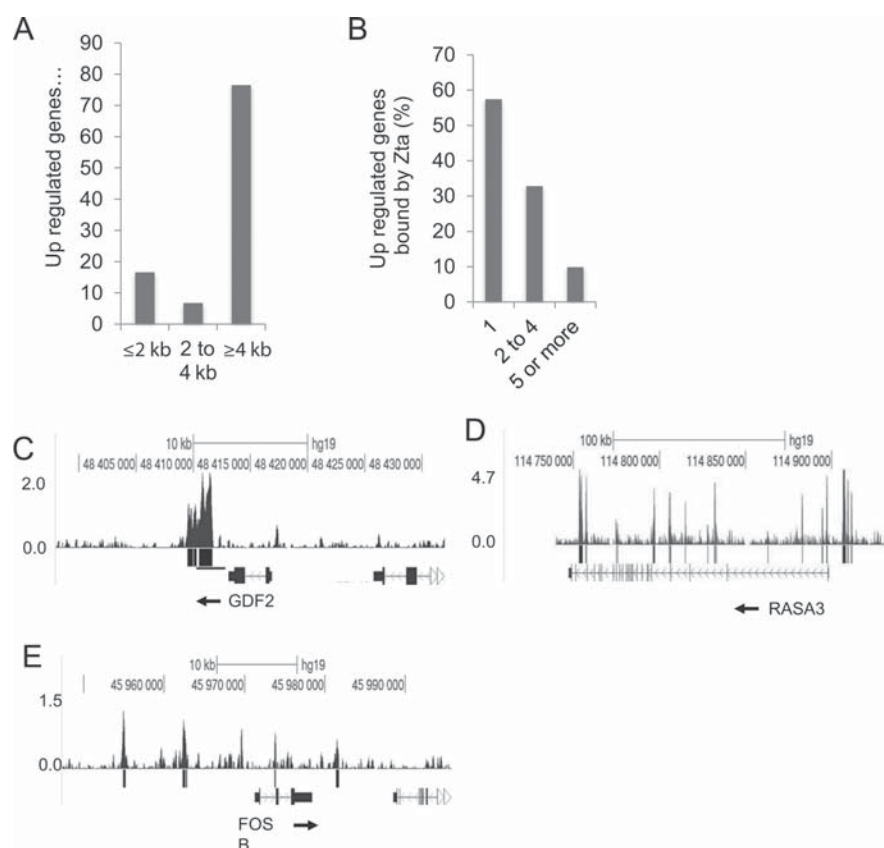 A
Up regulated genes…
90
80
70
60
50
40
30
20
10
0
≤2 kb
2 to
4 kb
≥4 kb
B
Up regulated genes
bound by Zta (%)
70
60
50
40
30
20
10
0
1
2 to 4
5 or more
C
10 kb
hg19
48 405 000
48 410 000
48 415 000
48 420 000
48 425 000
48 430 000
2.0
0.0
GDF2
D
100 kb
hg19
114 750 000
114 800 000
114 850 000
114 900 000
4.7
0.0
RASA3
E
10 kb
hg19
45 960 000
45 970 000
45 980 000
45 990 000
1.5
0.0
FOS
B